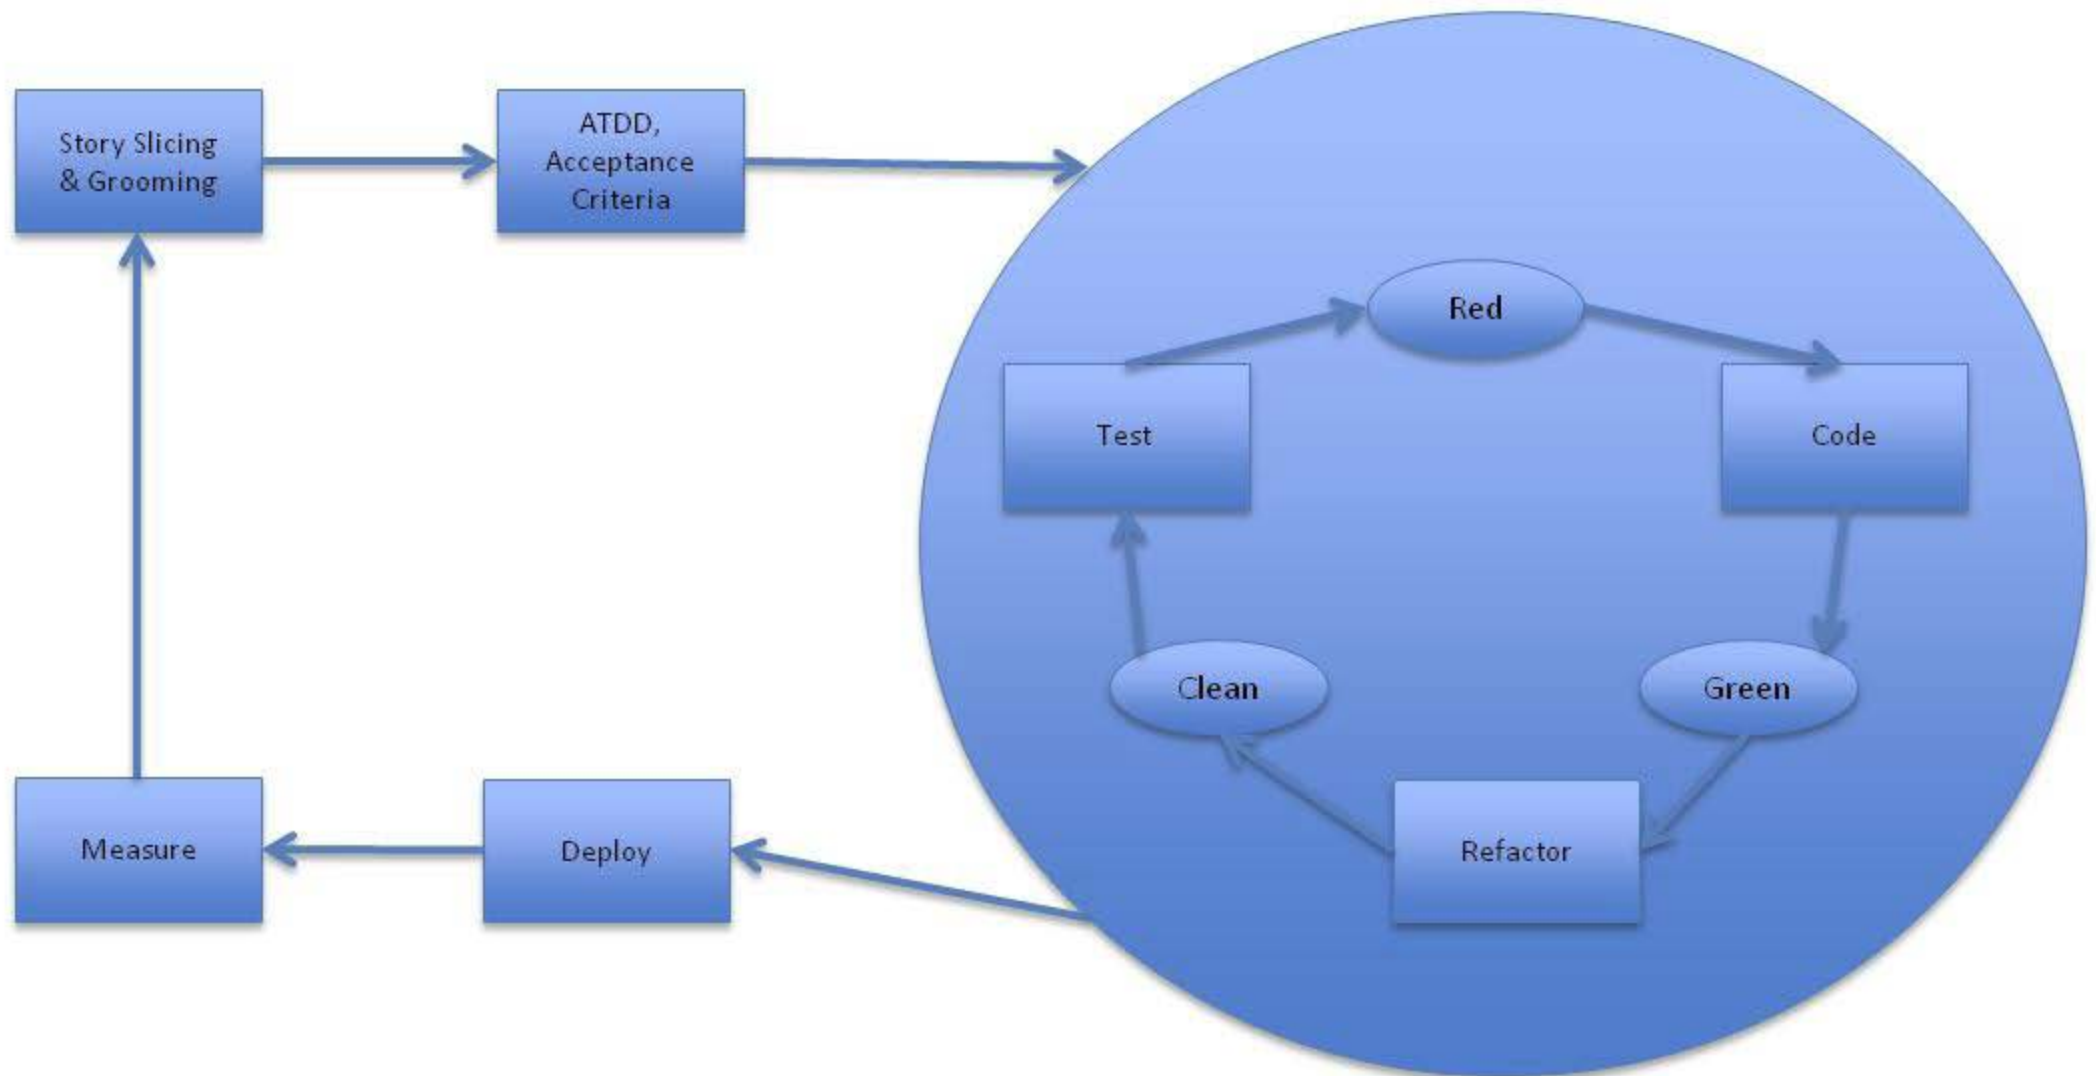 Story Slicing
& Grooming
ATDD,
Acceptance
Criteria
Red
Test
Code
Clean
Green
Measure
Deploy
Refactor